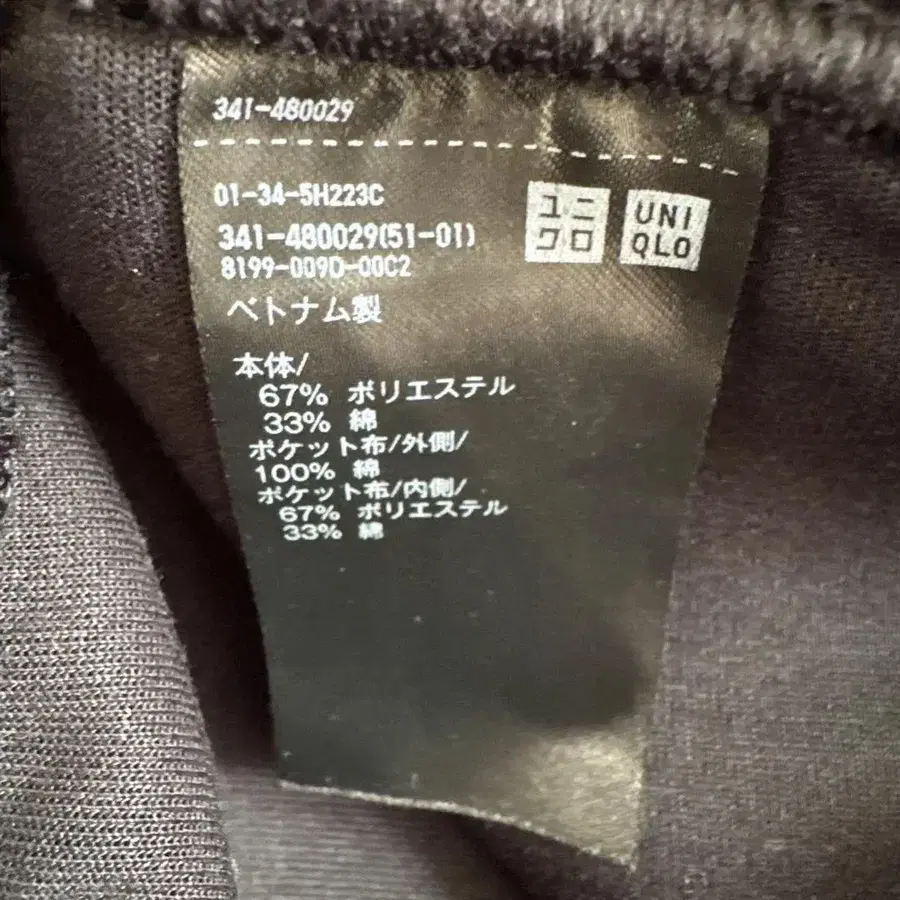 341-480029
01-34-5H223C
341-480029(51-01)
8199-009D-00C2
ユニ
クロ
UNI
QLO
ベトナム製
本体/
67% ポリエステル
33% 綿
ポケット布/外側/
100% 綿
ポケット布/内側/
67% ポリエステル
33% 綿